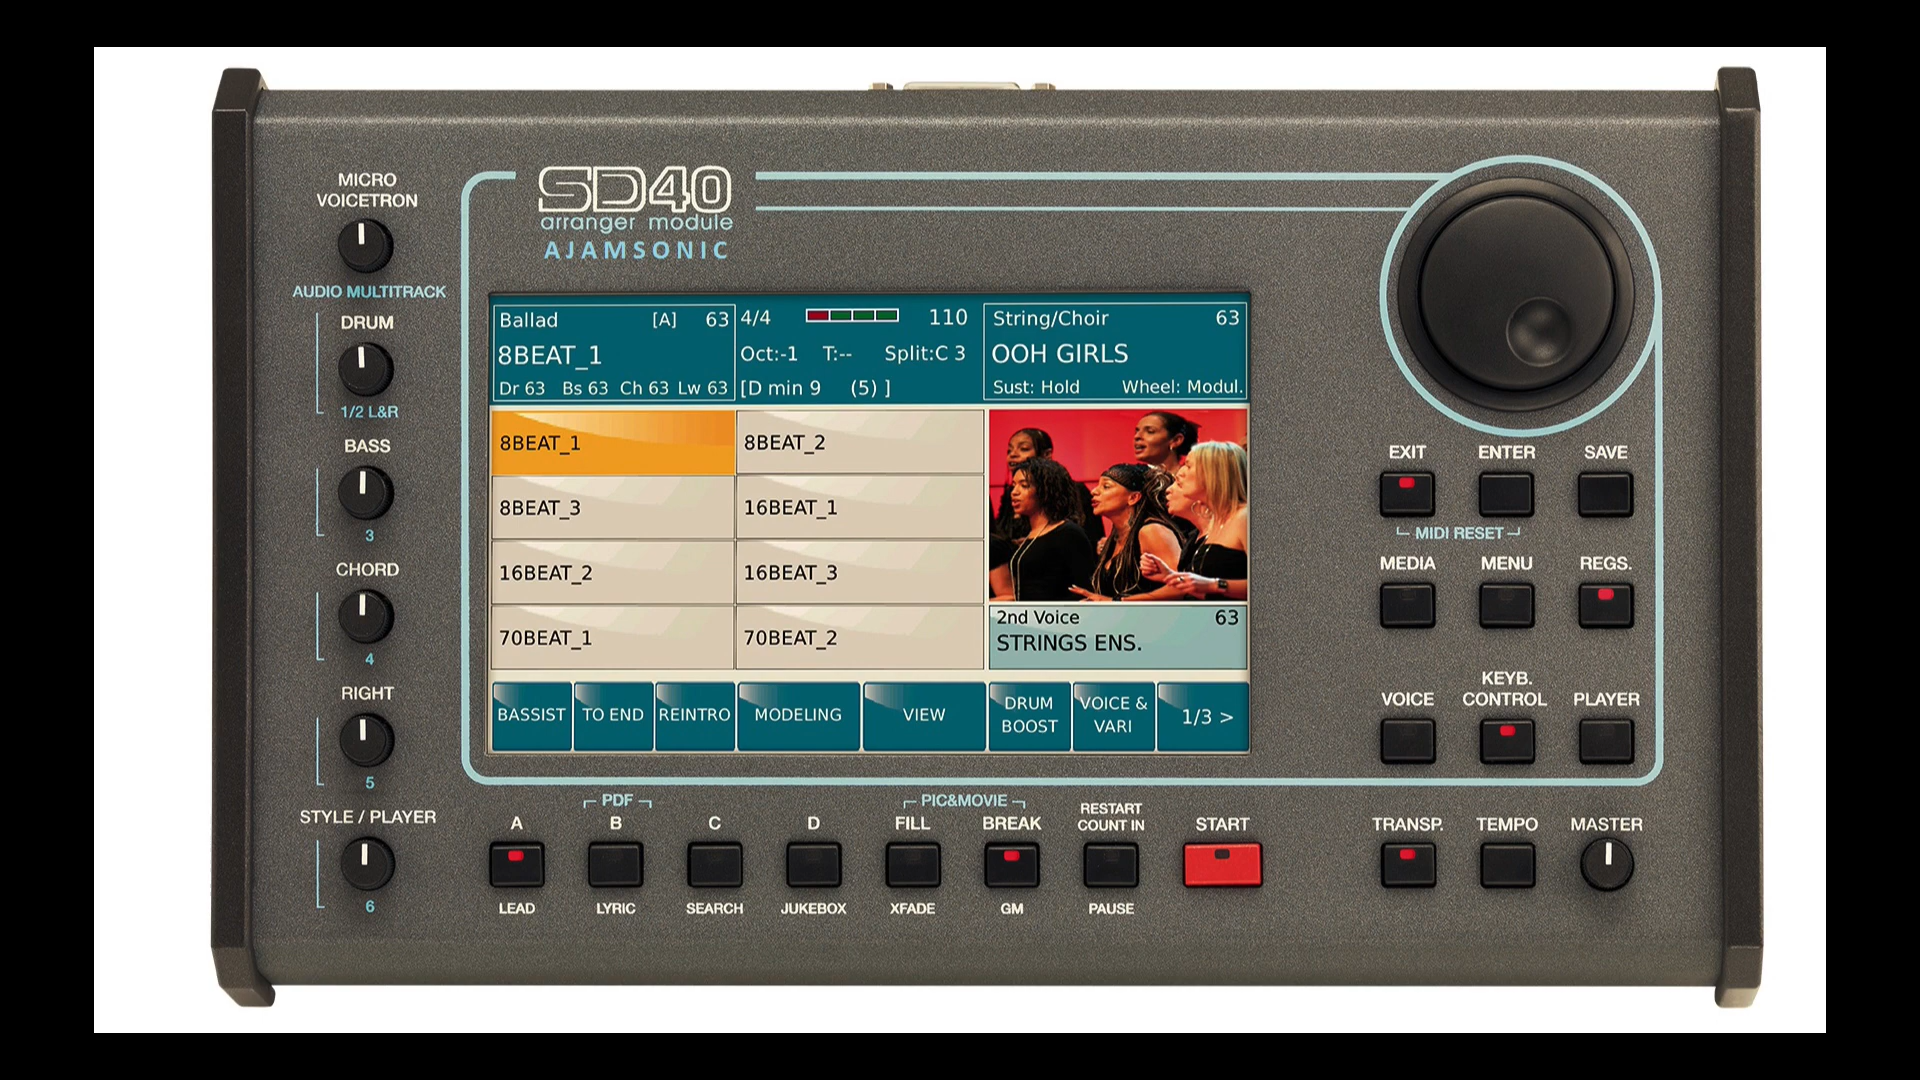 MICRO
VOICETRON
AUDIO MULTITRACK
DRUM
1/2 L&R
BASS
3
CHORD
4
RIGHT
5
STYLE / PLAYER
6
SD40
arranger module
AJAMSONIC
Ballad [A] 63
8BEAT_1
Dr 63 Bs 63 Ch 63 Lw 63
4/4 110
Oct:-1 T:-- Split:C 3
[D min 9 (5) ]
String/Choir 63
OOH GIRLS
Sust: Hold Wheel: Modul.
8BEAT_1 8BEAT_2
8BEAT_3 16BEAT_1
16BEAT_2 16BEAT_3
70BEAT_1 70BEAT_2
2nd Voice 63
STRINGS ENS.
BASSIST TO END REINTRO MODELING VIEW DRUM BOOST VOICE & VARI 1/3 >
EXIT ENTER SAVE
MIDI RESET
MEDIA MENU REGS.
VOICE KEYB. CONTROL PLAYER
PDF PIC&MOVIE
A B C D FILL BREAK RESTART COUNT IN START TRANSP. TEMPO MASTER
LEAD LYRIC SEARCH JUKEBOX XFADE GM PAUSE